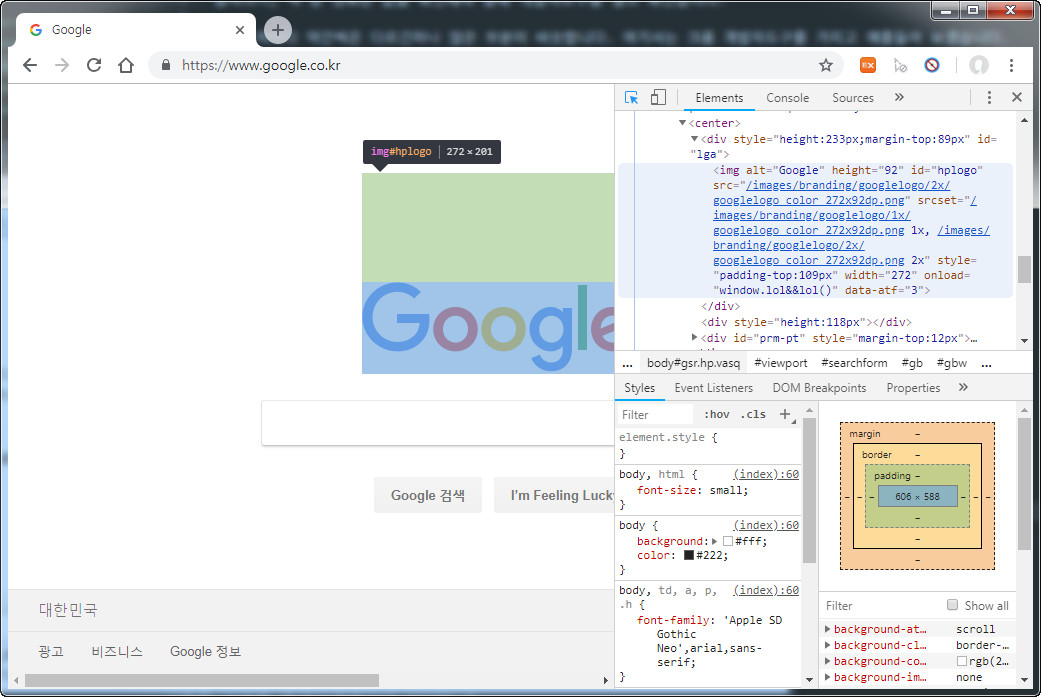 Google
https://www.google.co.kr
EX
img#hplogo 272 × 201
Google
Google 검색
I'm Feeling Luck
대한민국
광고 비즈니스 Google 정보
Elements Console Sources »
<center>
<div style="height:233px;margin-top:89px" id=
"lga">
<img alt="Google" height="92" id="hplogo"
src="/images/branding/googlelogo/2x/
googlelogo_color_272x92dp.png" srcset="/
images/branding/googlelogo/1x/
googlelogo_color_272x92dp.png 1x, /images/
branding/googlelogo/2x/
googlelogo_color_272x92dp.png 2x" style=
"padding-top:109px" width="272" onload=
"window.lol&&lol()" data-atf="3">
</div>
<div style="height:118px"></div>
<div id="prm-pt" style="margin-top:12px">…
... body#gsr.hp.vasq #viewport #searchform #gb #gbw ...
Styles Event Listeners DOM Breakpoints Properties »
Filter :hov .cls +
element.style {
}
body, html { (index):60
font-size: small;
}
body { (index):60
background: #fff;
color: #222;
}
body, td, a, p, (index):60
.h {
font-family: 'Apple SD
Gothic
Neo',arial,sans-
serif;
}
margin –
border –
padding –
– – – 606 × 588 – – –
–
–
–
Filter Show all
background-at… scroll
background-cl… border-…
background-co… rgb(2…
background-im… none